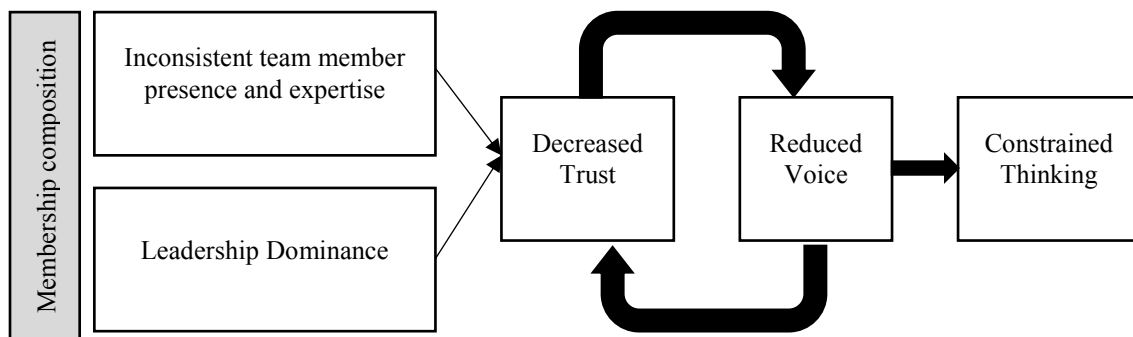 Membership composition
Inconsistent team member
presence and expertise
Leadership Dominance
Decreased
Trust
Reduced
Voice
Constrained
Thinking